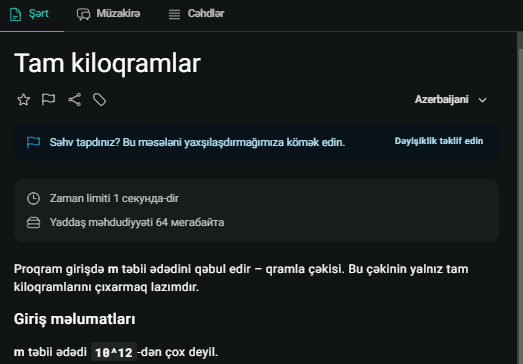 Şərt Müzakirə Cəhdlər
Tam kiloqramlar
Azerbaijani
Səhv tapdınız? Bu məsələni yaxşılaşdırmağımıza kömək edin. Dəyişiklik təklif edin
Zaman limiti 1 секунда-dir
Yaddaş məhdudiyyəti 64 мегабайта
Proqram girişdə m təbii ədədini qəbul edir – qramla çəkisi. Bu çəkinin yalnız tam
kiloqramlarını çıxarmaq lazımdır.
Giriş məlumatları
m təbii ədədi 10^12-dən çox deyil.